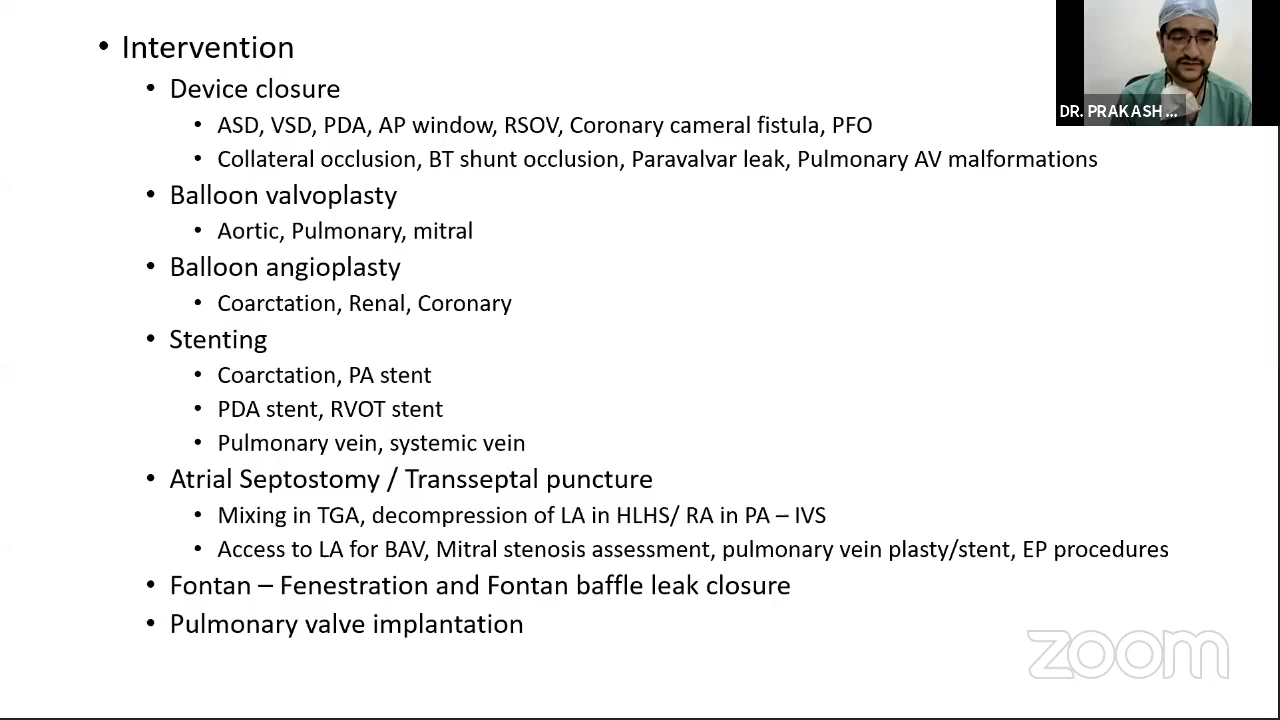 • Intervention
• Device closure
• ASD, VSD, PDA, AP window, RSOV, Coronary cameral fistula, PFO
• Collateral occlusion, BT shunt occlusion, Paravalvar leak, Pulmonary AV malformations
• Balloon valvoplasty
• Aortic, Pulmonary, mitral
• Balloon angioplasty
• Coarctation, Renal, Coronary
• Stenting
• Coarctation, PA stent
• PDA stent, RVOT stent
• Pulmonary vein, systemic vein
• Atrial Septostomy / Transseptal puncture
• Mixing in TGA, decompression of LA in HLHS/ RA in PA – IVS
• Access to LA for BAV, Mitral stenosis assessment, pulmonary vein plasty/stent, EP procedures
• Fontan – Fenestration and Fontan baffle leak closure
• Pulmonary valve implantation
DR. PRAKASH ...
zoom